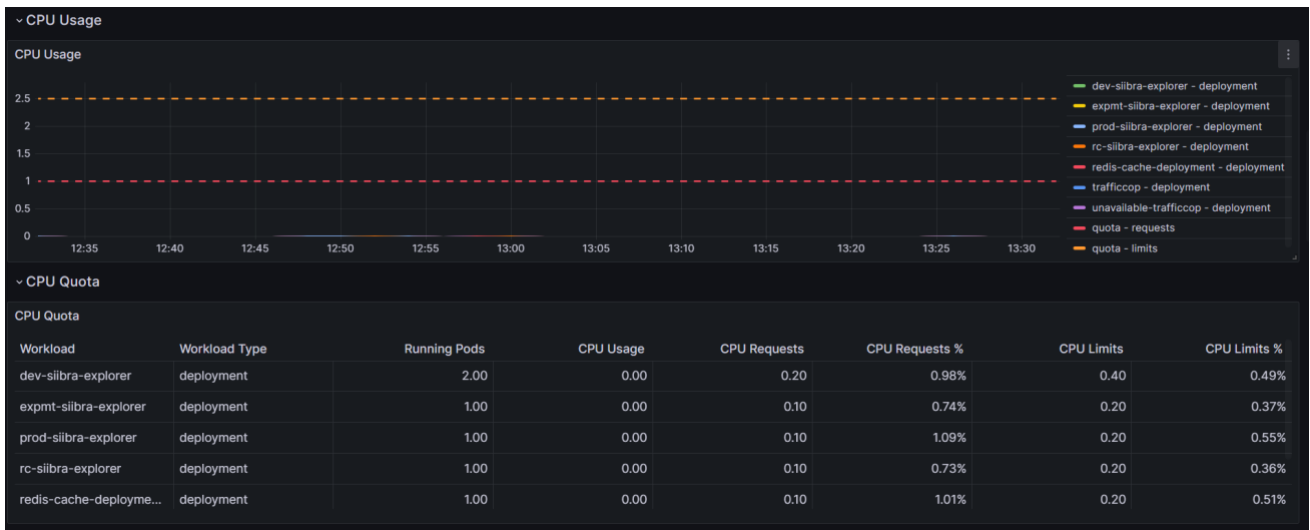 CPU Usage
CPU Usage
2.5
2
1.5
1
0.5
0
12:35 12:40 12:45 12:50 12:55 13:00 13:05 13:10 13:15 13:20 13:25 13:30
dev-siibra-explorer - deployment
expmt-siibra-explorer - deployment
prod-siibra-explorer - deployment
rc-siibra-explorer - deployment
redis-cache-deployment - deployment
trafficcop - deployment
unavailable-trafficcop - deployment
quota - requests
quota - limits
CPU Quota
CPU Quota
Workload Workload Type Running Pods CPU Usage CPU Requests CPU Requests % CPU Limits CPU Limits %
dev-siibra-explorer deployment 2.00 0.00 0.20 0.98% 0.40 0.49%
expmt-siibra-explorer deployment 1.00 0.00 0.10 0.74% 0.20 0.37%
prod-siibra-explorer deployment 1.00 0.00 0.10 1.09% 0.20 0.55%
rc-siibra-explorer deployment 1.00 0.00 0.10 0.73% 0.20 0.36%
redis-cache-deployme... deployment 1.00 0.00 0.10 1.01% 0.20 0.51%